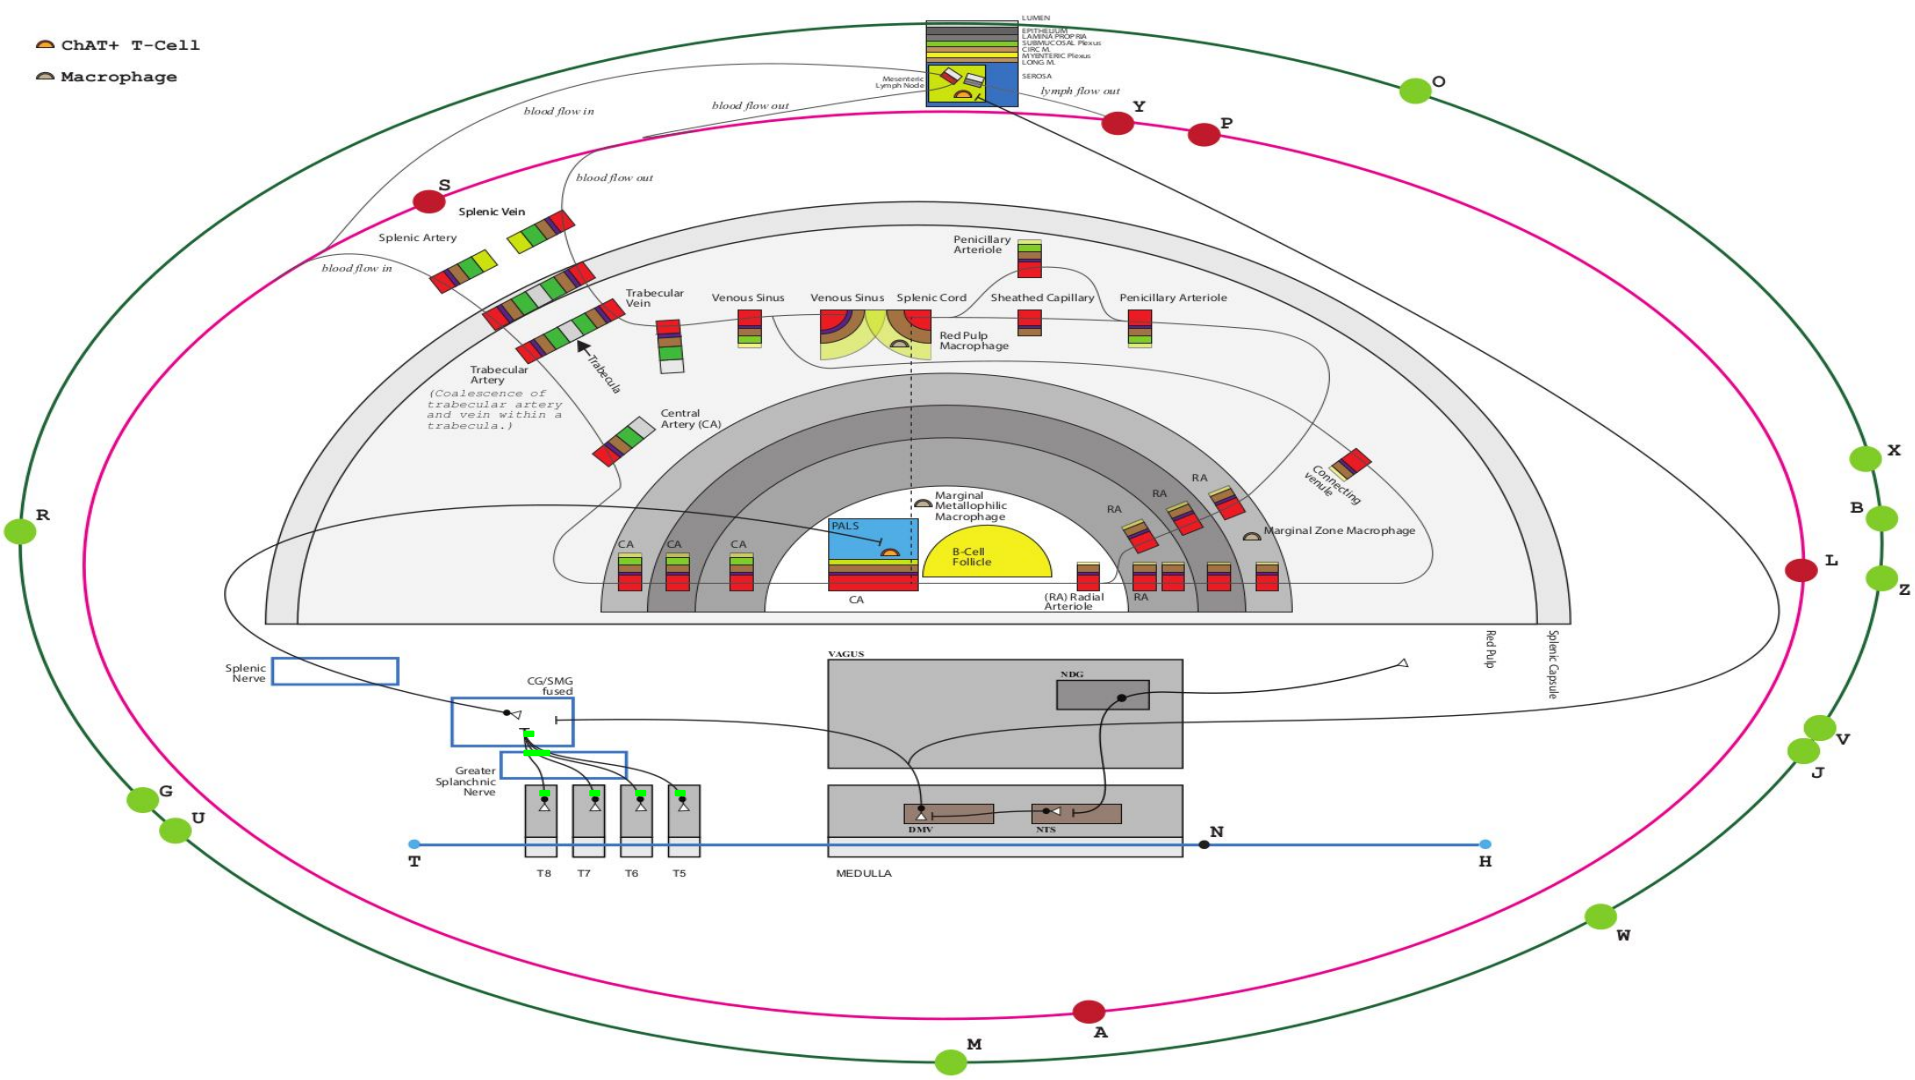 ChAT+ T-Cell
Macrophage
LUMEN
EPITHELIUM
LAMINA PROPRIA
SUBMUCOSAL Plexus
CIRC M.
MYENTERIC Plexus
LONG M.
SEROSA
Mesenteric
Lymph Node
blood flow in
blood flow out
lymph flow out
O
Y
P
S
blood flow out
Splenic Vein
Splenic Artery
blood flow in
Penicillary
Arteriole
Trabecular
Vein
Venous Sinus
Venous Sinus
Splenic Cord
Sheathed Capillary
Penicillary Arteriole
Red Pulp
Macrophage
Trabecula
Trabecular
Artery
(Coalescence of
trabecular artery
and vein within a
trabecula.)
Central
Artery (CA)
Connecting
venule
RA
RA
RA
Marginal
Metallophilic
Macrophage
Marginal Zone Macrophage
PALS
B-Cell
Follicle
CA
CA
CA
CA
(RA) Radial
Arteriole
RA
X
B
R
L
Z
Red Pulp
Splenic Capsule
Splenic
Nerve
CG/SMG
fused
VAGUS
NDG
Greater
Splanchnic
Nerve
V
J
G
U
DMV
NTS
T
N
H
T8
T7
T6
T5
MEDULLA
W
A
M